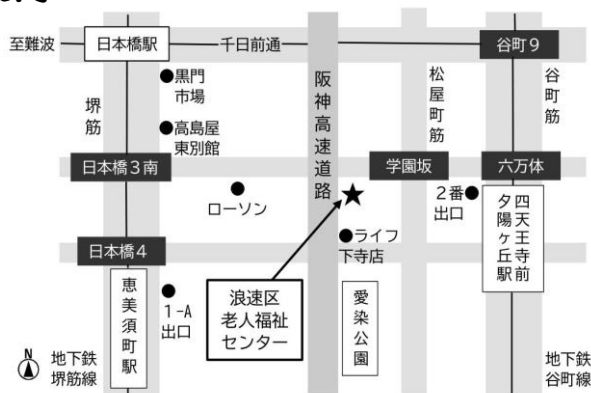 至難波
日本橋駅
千日前通
谷町9
●黒門
市場
堺筋
●高島屋
東別館
阪神高速道路
松屋町筋
谷町筋
日本橋3南
学園坂
六万体
●
ローソン
★
2番●
出口
四天王寺前
夕陽ヶ丘駅
●ライフ
下寺店
日本橋4
恵美須町駅
●
1-A
出口
浪速区
老人福祉
センター
愛染公園
N
地下鉄
堺筋線
地下鉄
谷町線